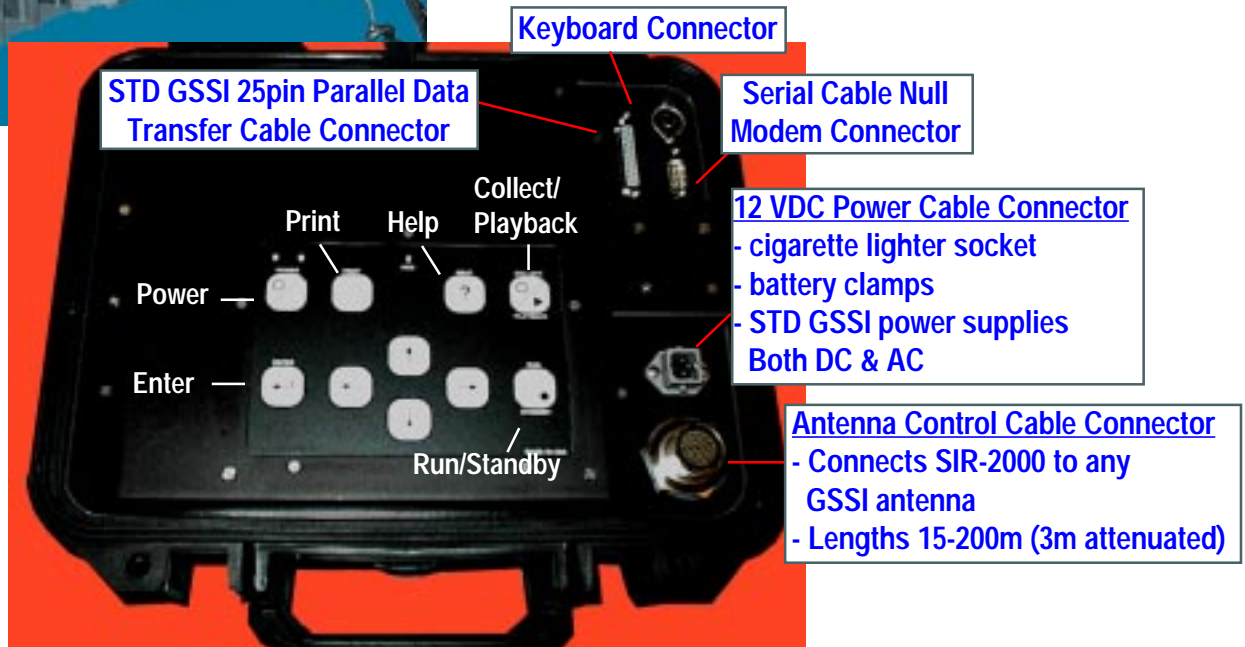 Keyboard Connector
STD GSSI 25pin Parallel Data
Transfer Cable Connector
Serial Cable Null
Modem Connector
Collect/
Playback
Print
Help
Power
12 VDC Power Cable Connector
- cigarette lighter socket
- battery clamps
- STD GSSI power supplies
Both DC & AC
?
Enter
Run/Standby
Antenna Control Cable Connector
- Connects SIR-2000 to any
GSSI antenna
- Lengths 15-200m (3m attenuated)